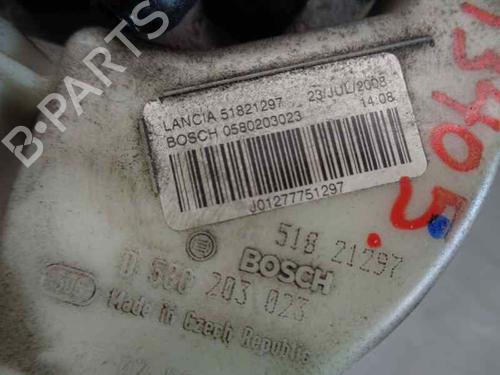 LANCIA 51821297 23/JUL/2008
BOSCH 0580203023 14:08
J01277751297
13405
518 21297
BOSCH
0 580 203 023
Made in Czech Republic
B-PARTS